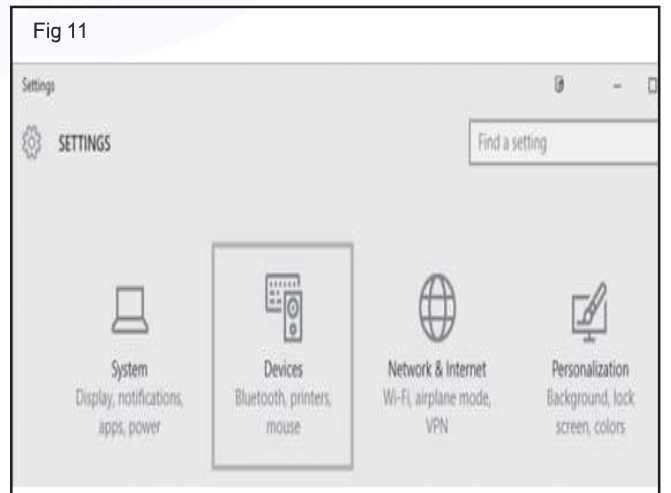 Fig 11
Settings
SETTINGS
Find a setting
System
Display, notifications,
apps, power
Devices
Bluetooth, printers,
mouse
Network & Internet
Wi-Fi, airplane mode,
VPN
Personalization
Background, lock
screen, colors